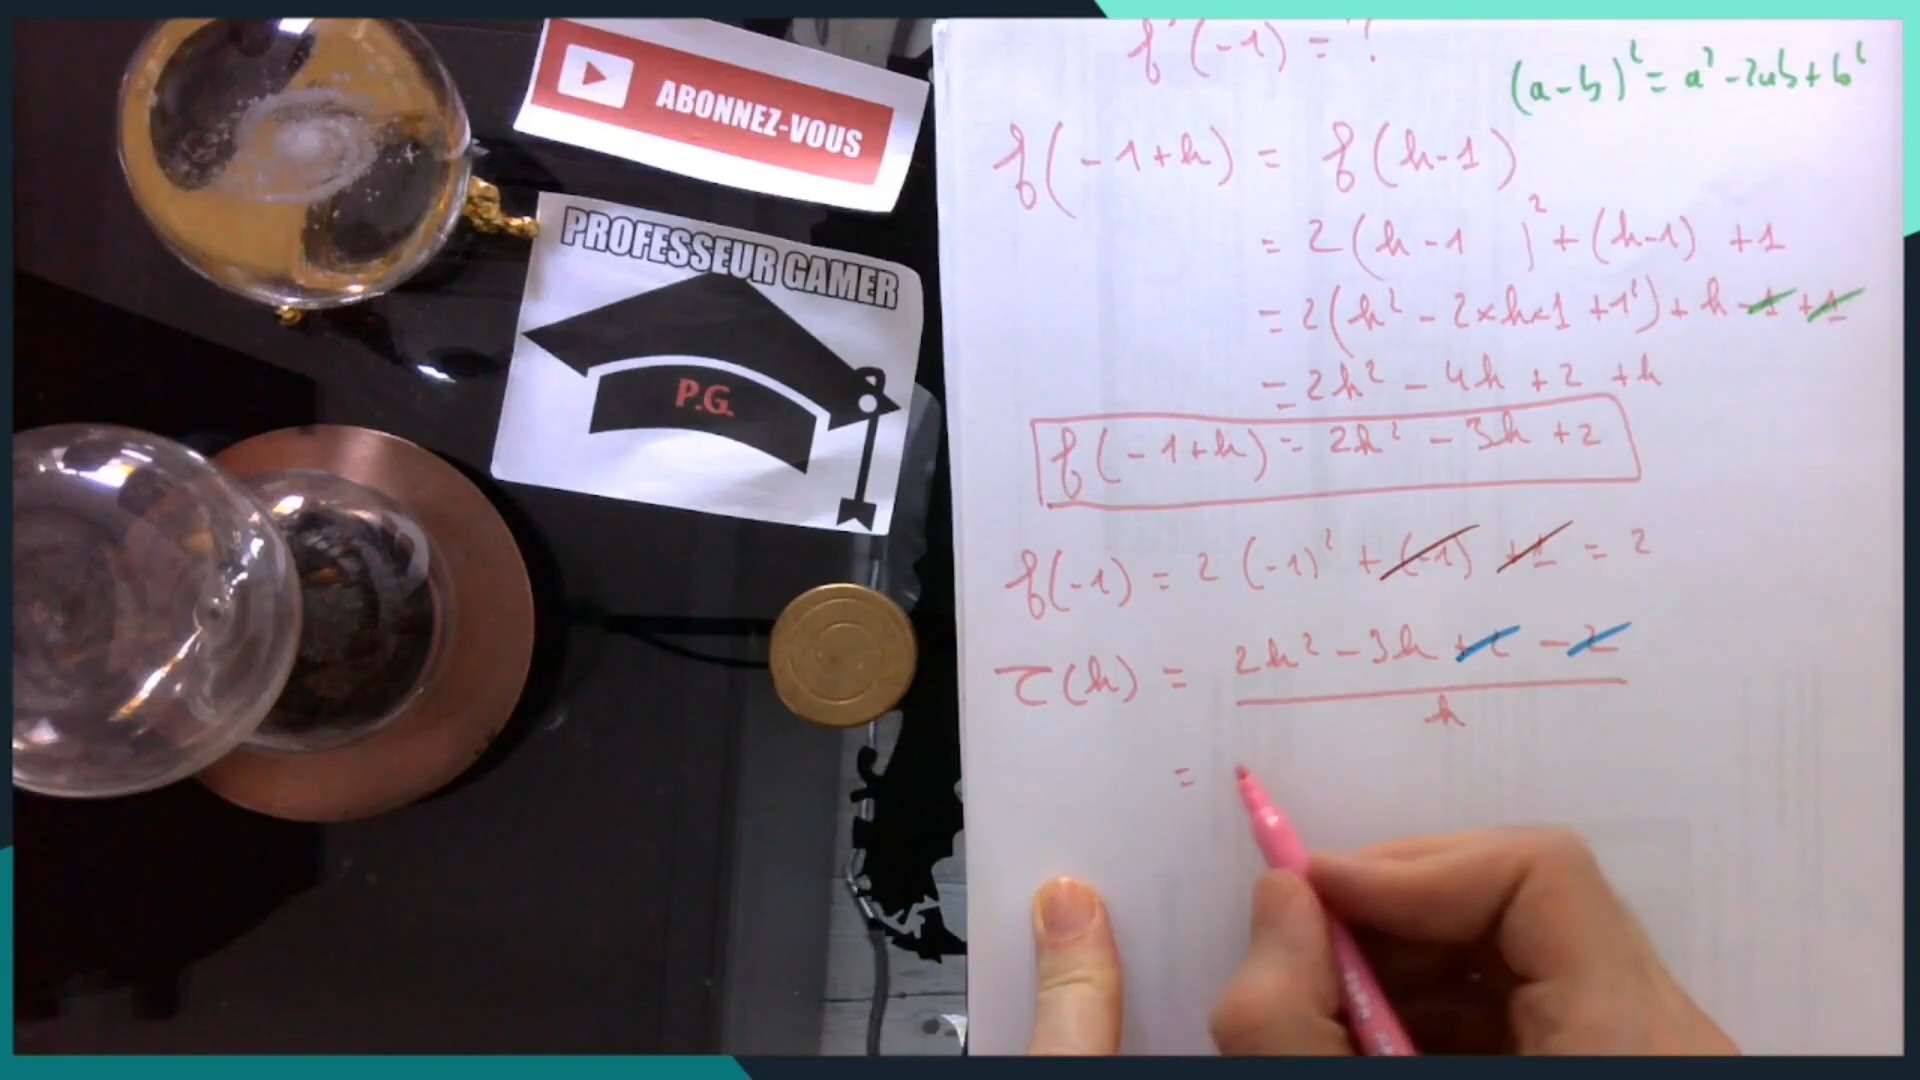 ABONNEZ-VOUS
PROFESSEUR GAMER
P.G.
f'(-1) = ?
(a-b)² = a² - 2ab + b²
f(-1+h) = f(h-1)
= 2(h-1)² + (h-1) +1
= 2(h² - 2×h×1 + 1²) + h -1 +1
= 2h² - 4h + 2 + h
f(-1+h) = 2h² - 3h + 2
f(-1) = 2(-1)² + (-1) +1 = 2
τ(h) = 2h² - 3h + 2 - 2
h
=